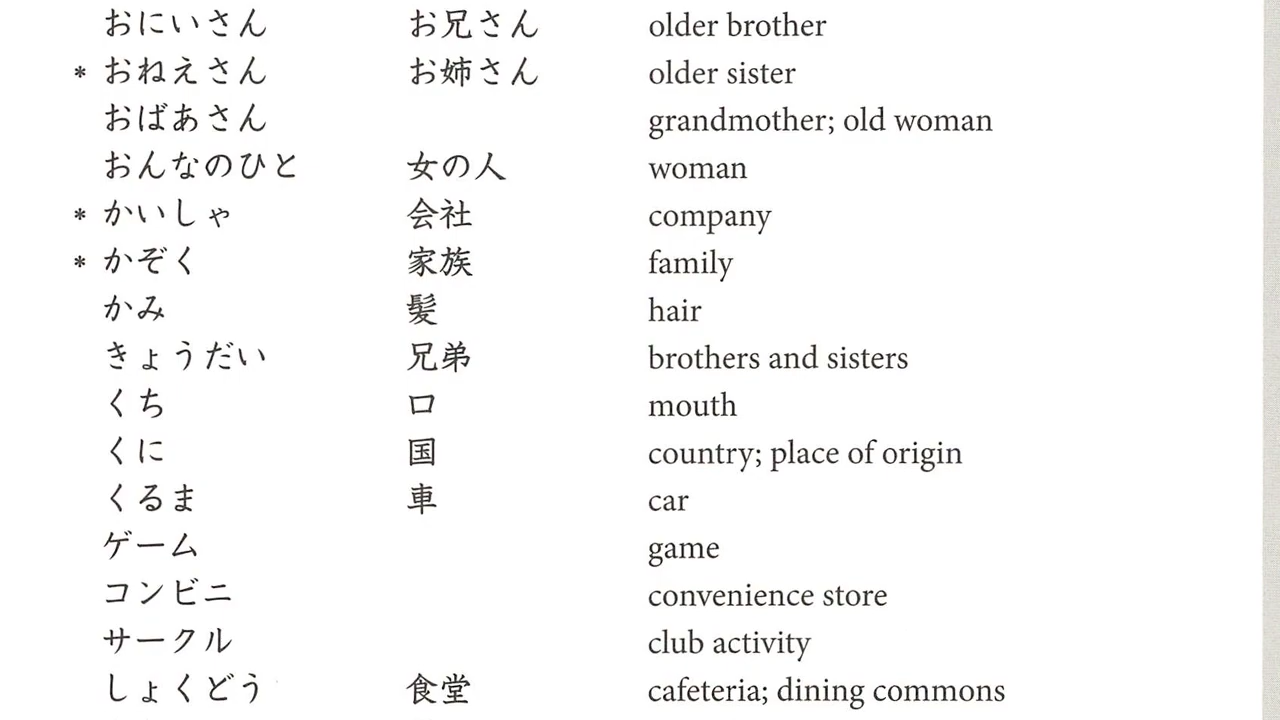 おにいさん お兄さん older brother
* おねえさん お姉さん older sister
おばあさん grandmother; old woman
おんなのひと 女の人 woman
* かいしゃ 会社 company
* かぞく 家族 family
かみ 髪 hair
きょうだい 兄弟 brothers and sisters
くち 口 mouth
くに 国 country; place of origin
くるま 車 car
ゲーム game
コンビニ convenience store
サークル club activity
しょくどう 食堂 cafeteria; dining commons